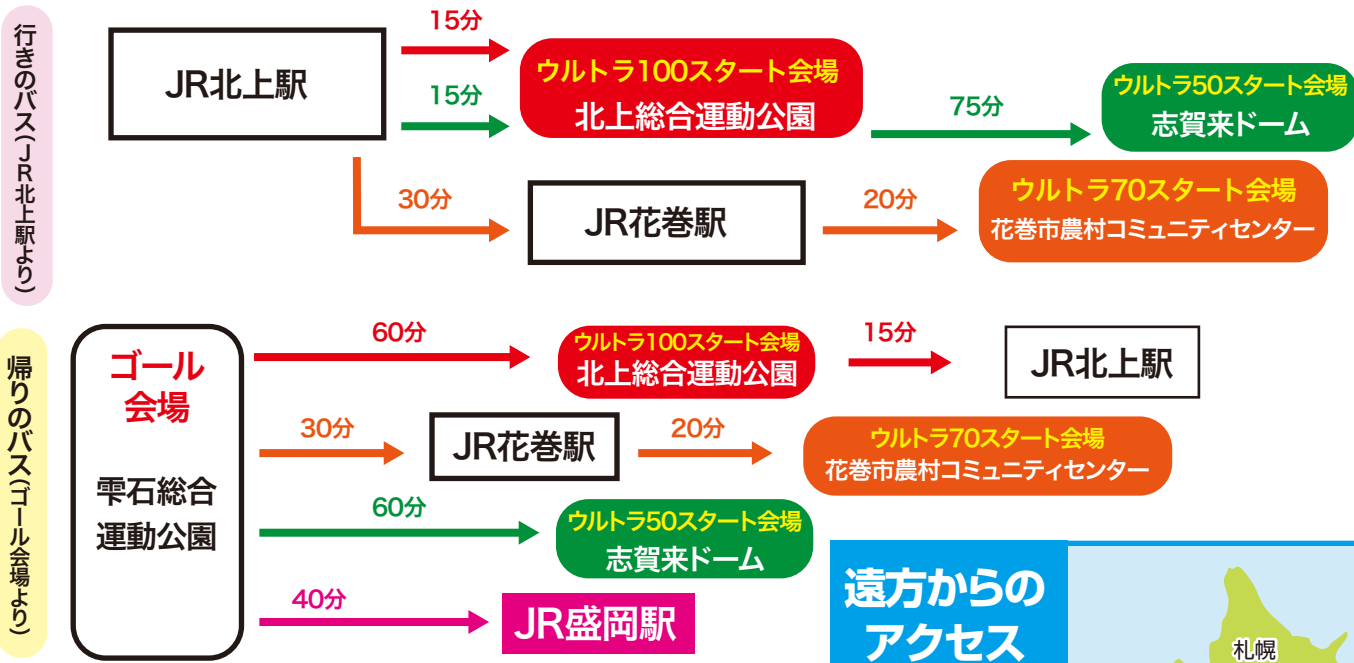 行きのバス(JR北上駅より)
JR北上駅
15分
15分
ウルトラ100スタート会場
北上総合運動公園
75分
ウルトラ50スタート会場
志賀来ドーム
30分
JR花巻駅
20分
ウルトラ70スタート会場
花巻市農村コミュニティセンター
帰りのバス(ゴール会場より)
ゴール
会場
雫石総合
運動公園
60分
ウルトラ100スタート会場
北上総合運動公園
15分
JR北上駅
30分
JR花巻駅
20分
ウルトラ70スタート会場
花巻市農村コミュニティセンター
60分
ウルトラ50スタート会場
志賀来ドーム
40分
JR盛岡駅
遠方からの
アクセス
札幌